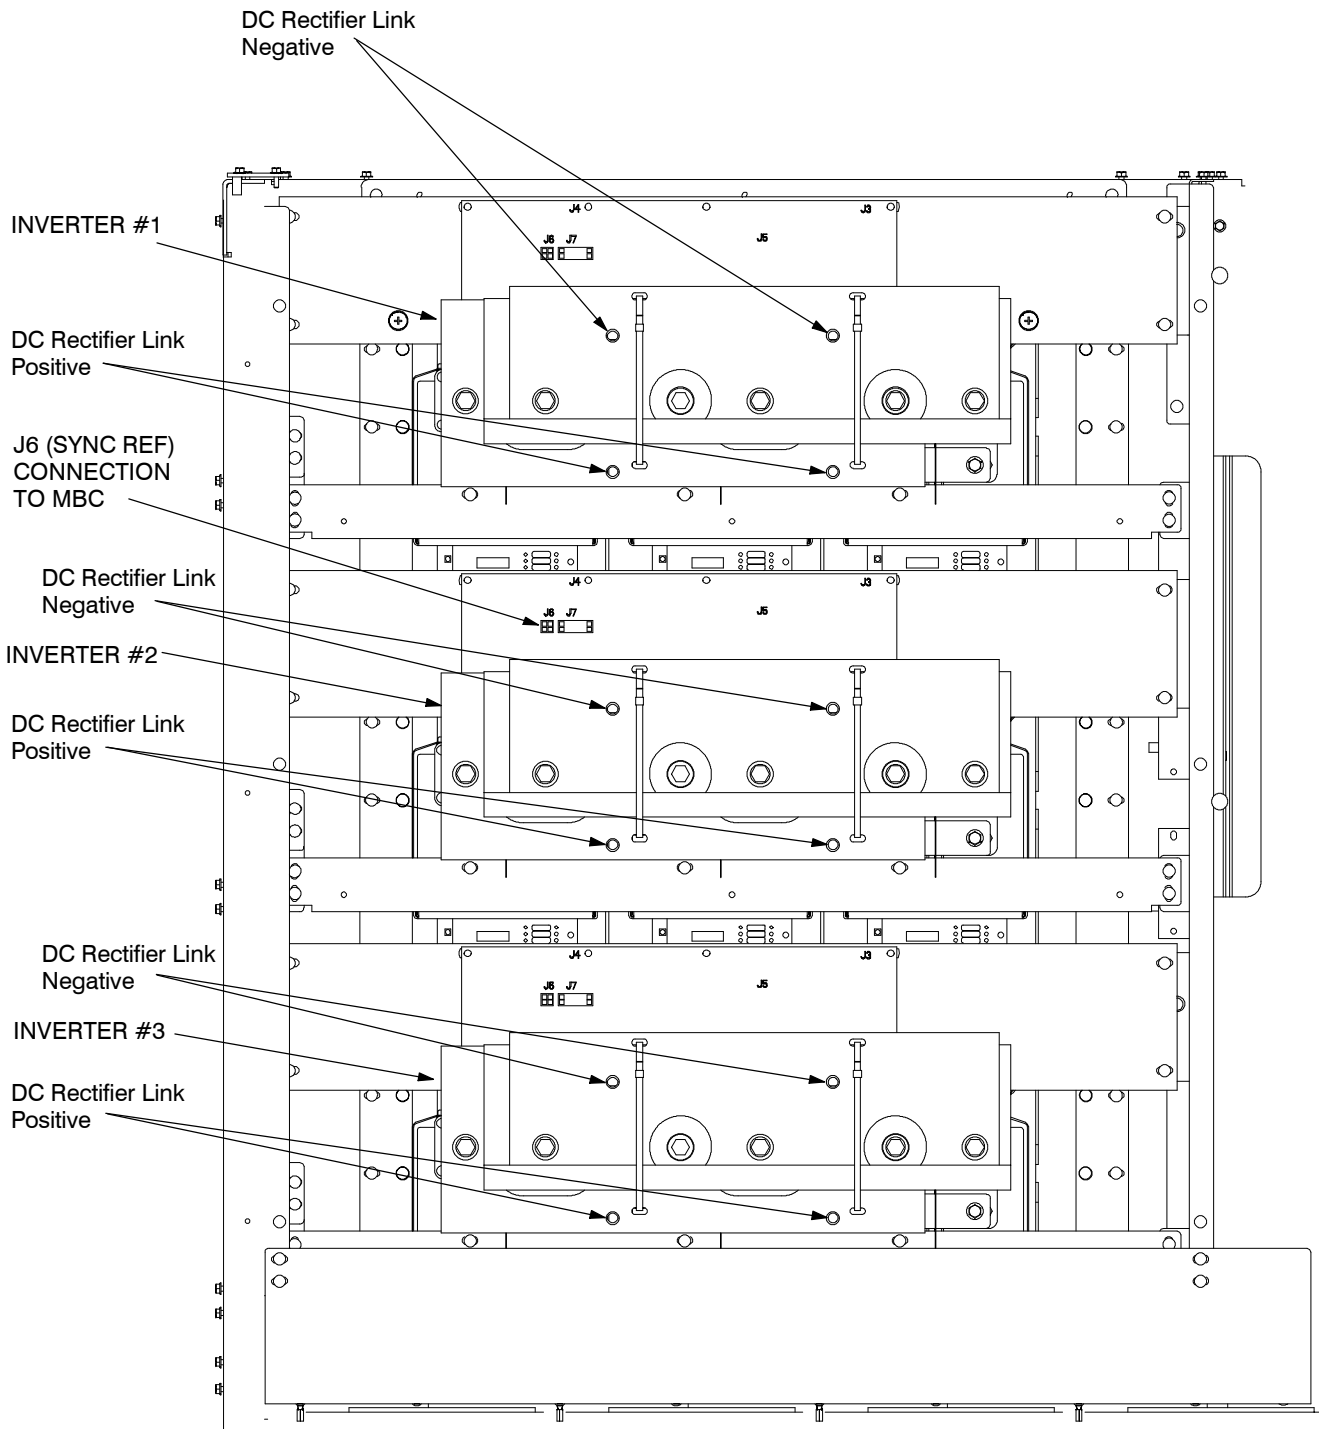 DC Rectifier Link
Negative
J4
J3
J6 J7
J5
INVERTER #1
DC Rectifier Link
Positive
J6 (SYNC REF)
CONNECTION
TO MBC
DC Rectifier Link
Negative
J4
J3
J6 J7
J5
INVERTER #2
DC Rectifier Link
Positive
DC Rectifier Link
Negative
J4
J3
J6 J7
J5
INVERTER #3
DC Rectifier Link
Positive